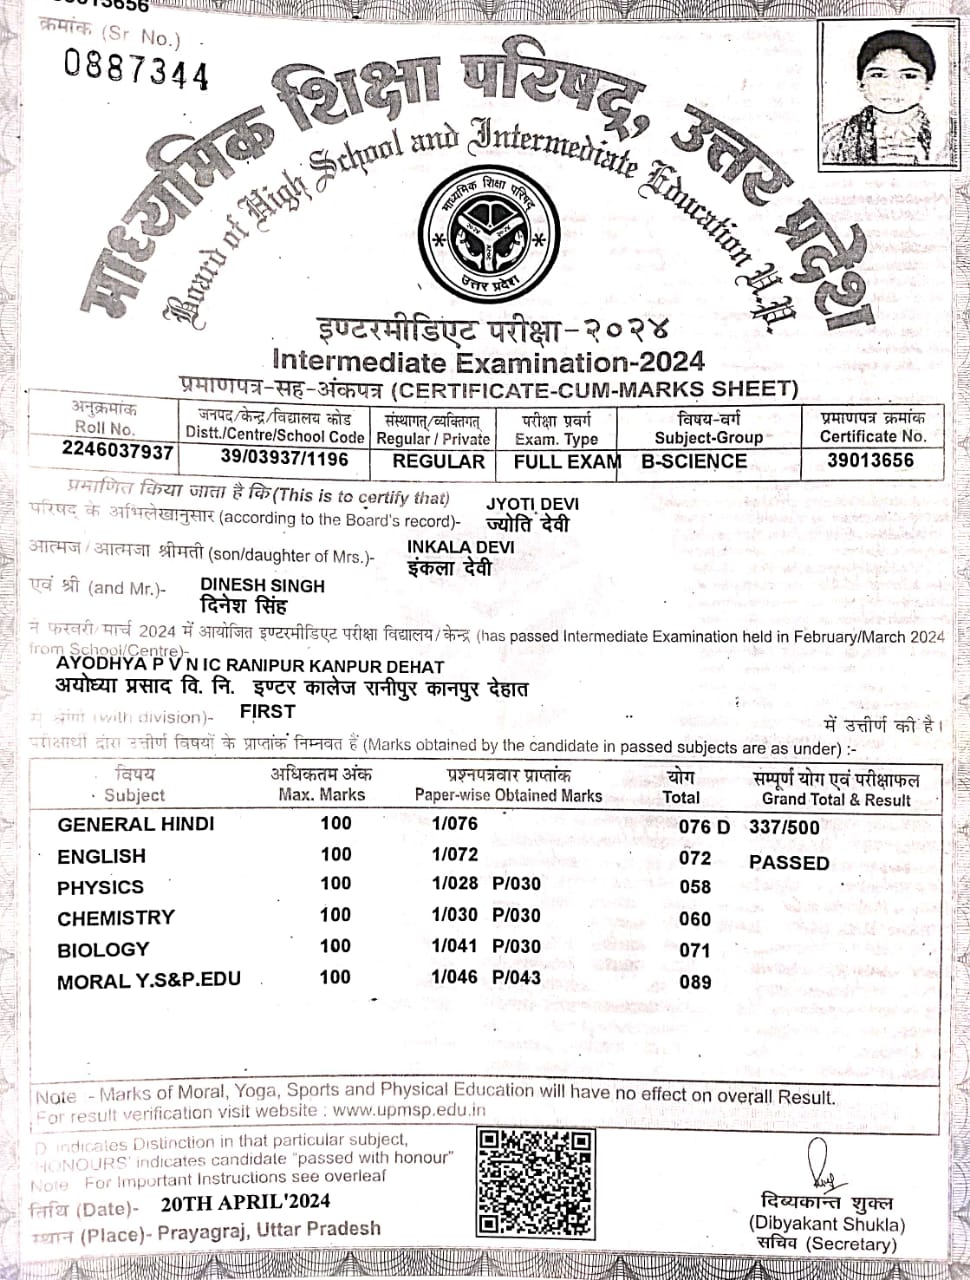 क्रमांक (Sr No.)
0887344
माध्यमिक शिक्षा परिषद्, उत्तर प्रदेश
Board of High School and Intermediate Education U.P.
माध्यमिक शिक्षा परिषद्
उत्तर प्रदेश
इण्टरमीडिएट परीक्षा-२०२४
Intermediate Examination-2024
प्रमाणपत्र-सह-अंकपत्र (CERTIFICATE-CUM-MARKS SHEET)
अनुक्रमांक जनपद/केन्द्र/विद्यालय कोड संस्थागत्/व्यक्तिगत् परीक्षा प्रवर्ग विषय-वर्ग प्रमाणपत्र क्रमांक
Roll No. Distt./Centre/School Code Regular / Private Exam. Type Subject-Group Certificate No.
2246037937 39/03937/1196 REGULAR FULL EXAM B-SCIENCE 39013656
प्रमाणित किया जाता है कि (This is to certify that) JYOTI DEVI
परिषद् के अभिलेखानुसार (according to the Board's record)- ज्योति देवी
आत्मज/आत्मजा श्रीमती (son/daughter of Mrs.)- INKALA DEVI
इंकला देवी
एवं श्री (and Mr.)- DINESH SINGH
दिनेश सिंह
ने फरवरी/मार्च 2024 में आयोजित इण्टरमीडिएट परीक्षा विद्यालय/केन्द्र (has passed Intermediate Examination held in February/March 2024
from School/Centre)-
AYODHYA P V N IC RANIPUR KANPUR DEHAT
अयोध्या प्रसाद वि. नि. इण्टर कालेज रानीपुर कानपुर देहात
(with division)- FIRST में उत्तीर्ण की है।
परीक्षार्थी द्वारा उत्तीर्ण विषयों के प्राप्तांक निम्नवत हैं (Marks obtained by the candidate in passed subjects are as under) :-
विषय अधिकतम अंक प्रश्नपत्रवार प्राप्तांक योग सम्पूर्ण योग एवं परीक्षाफल
Subject Max. Marks Paper-wise Obtained Marks Total Grand Total & Result
GENERAL HINDI 100 1/076 076 D 337/500
ENGLISH 100 1/072 072 PASSED
PHYSICS 100 1/028 P/030 058
CHEMISTRY 100 1/030 P/030 060
BIOLOGY 100 1/041 P/030 071
MORAL Y.S&P.EDU 100 1/046 P/043 089
Note - Marks of Moral, Yoga, Sports and Physical Education will have no effect on overall Result.
For result verification visit website : www.upmsp.edu.in
D indicates Distinction in that particular subject,
'HONOURS' indicates candidate "passed with honour"
Note For Important Instructions see overleaf
तिथि (Date)- 20TH APRIL'2024
स्थान (Place)- Prayagraj, Uttar Pradesh
दिव्यकान्त शुक्ल
(Dibyakant Shukla)
सचिव (Secretary)